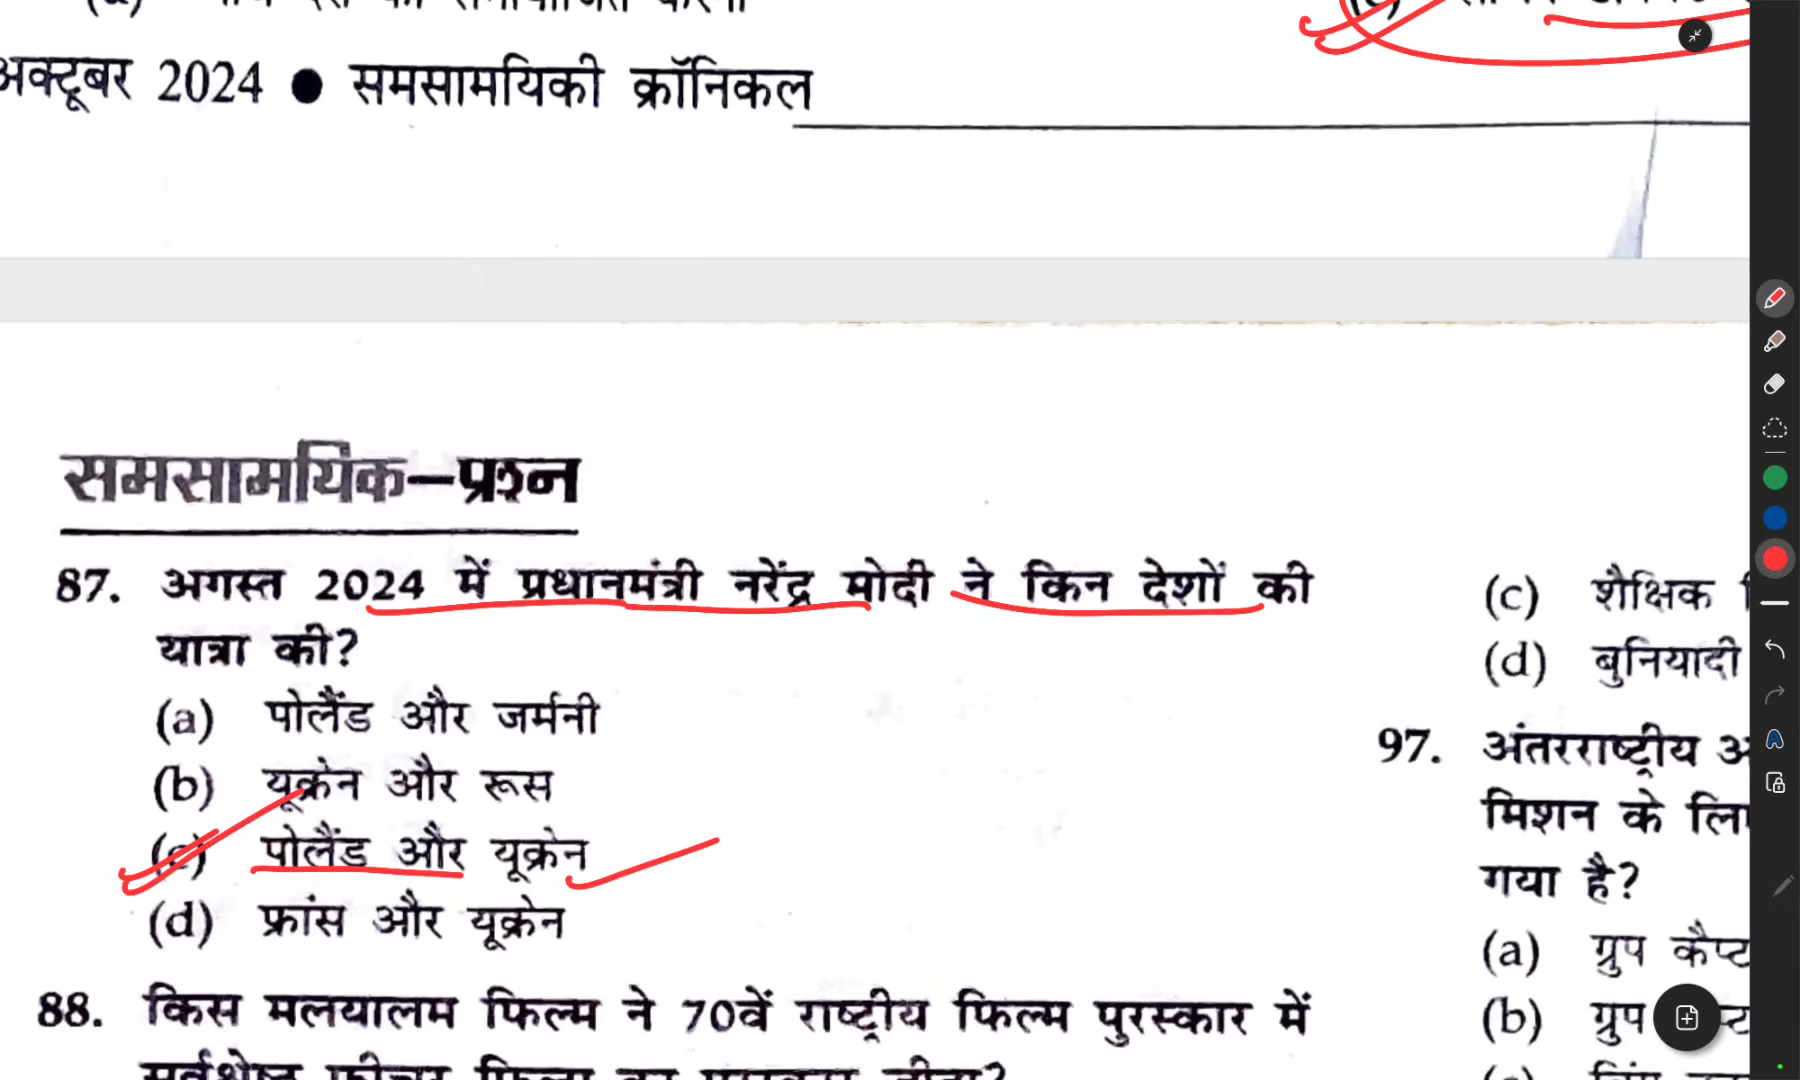 अक्टूबर 2024 ● समसामयिकी क्रॉनिकल
समसामयिक–प्रश्न
87. अगस्त 2024 में प्रधानमंत्री नरेंद्र मोदी ने किन देशों की
यात्रा की?
(a) पोलैंड और जर्मनी
(b) यूक्रेन और रूस
(c) पोलैंड और यूक्रेन
(d) फ्रांस और यूक्रेन
88. किस मलयालम फिल्म ने 70वें राष्ट्रीय फिल्म पुरस्कार में
(c) शैक्षिक
(d) बुनियादी
97. अंतरराष्ट्रीय
मिशन के
गया है?
(a) ग्रुप
(b) ग्रुप